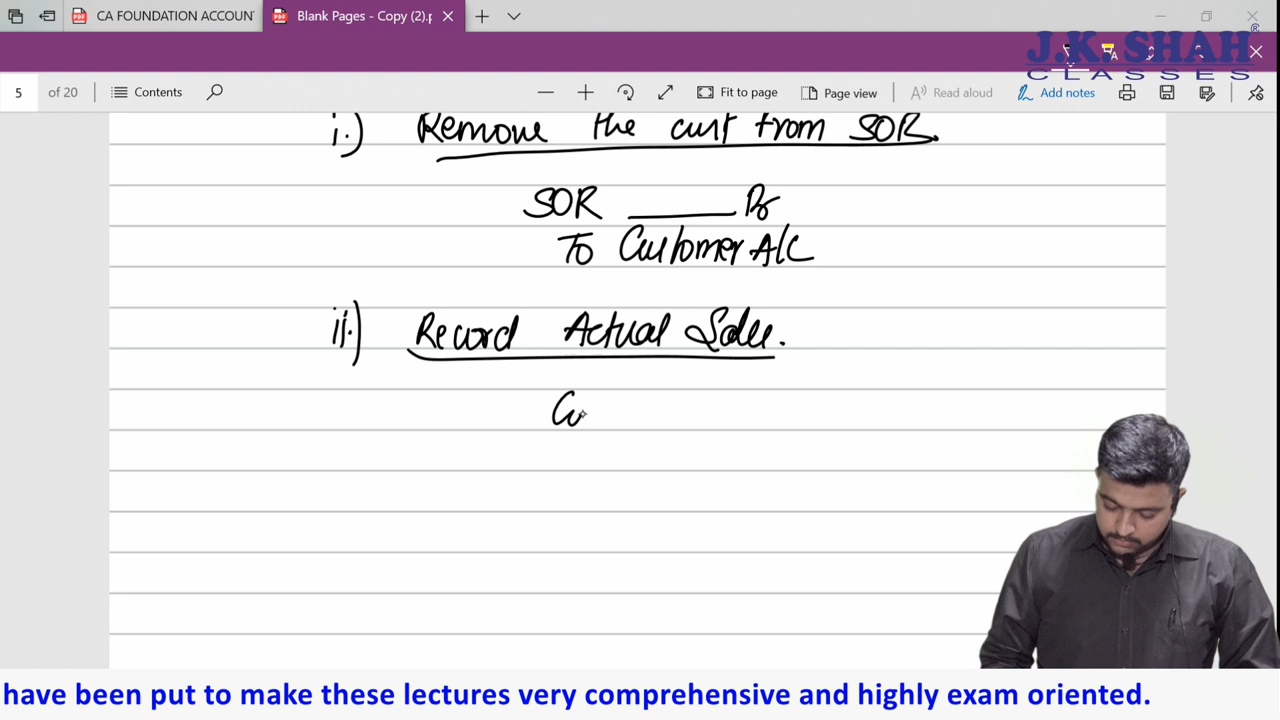 CA FOUNDATION ACCOUN
Blank Pages - Copy (2).p
J.K. SHAH®
CLASSES
5 of 20
Contents
Fit to page
Page view
Read aloud
Add notes
i.) Remove the cust from SOR.
SOR ______ Dr
To Customer A/C
ii.) Record Actual Sales.
Cu
have been put to make these lectures very comprehensive and highly exam oriented.